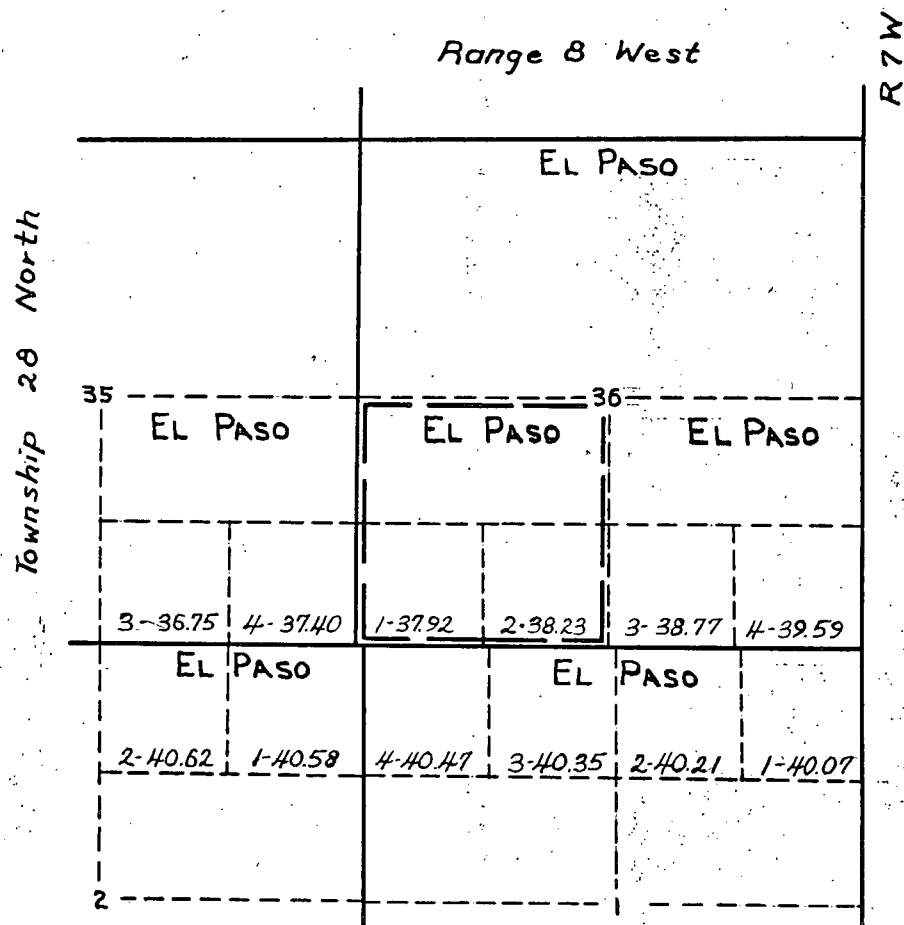 Range 8 West
R 7 W
Township 28 North
EL PASO
35
36
EL PASO
EL PASO
EL PASO
3-36.75
4-37.40
1-37.92
2-38.23
3-38.77
4-39.59
EL PASO
EL PASO
2-40.62
1-40.58
4-40.47
3-40.35
2-40.21
1-40.07
2